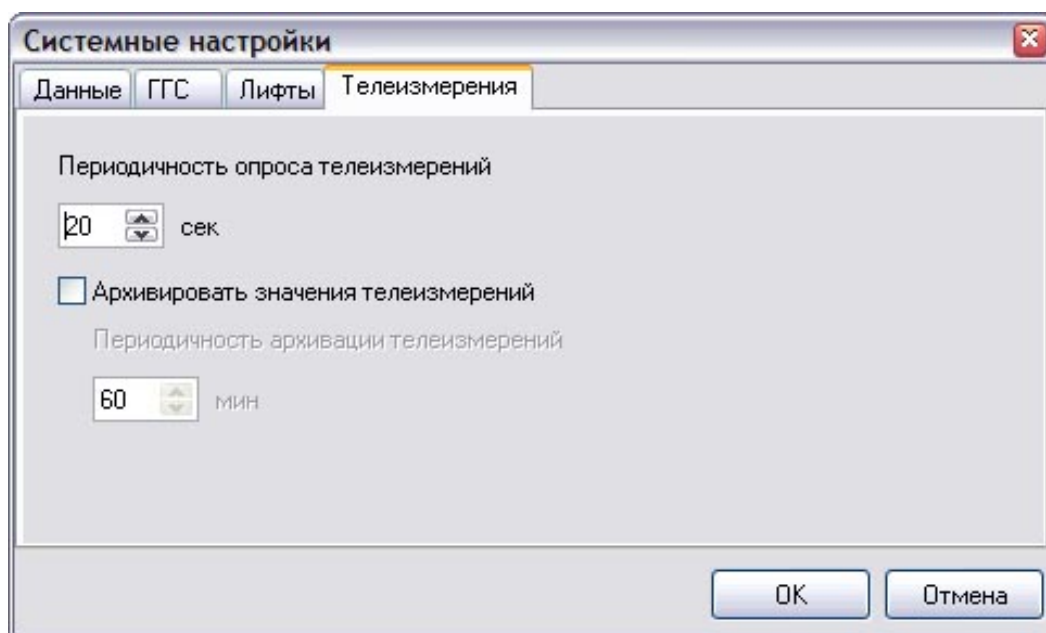 Системные настройки
Данные ГГС Лифты Телеизмерения
Периодичность опроса телеизмерений
20 сек
Архивировать значения телеизмерений
Периодичность архивации телеизмерений
60 мин
OK Отмена